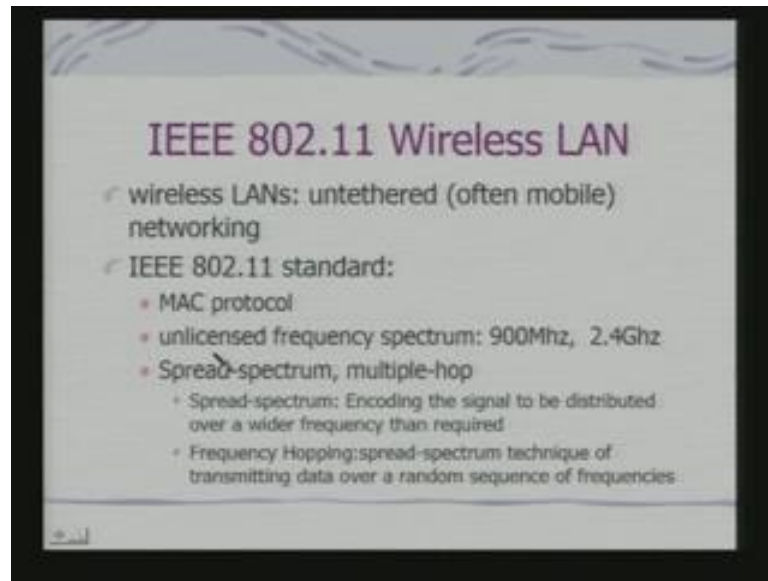 IEEE 802.11 Wireless LAN
wireless LANs: untethered (often mobile)
networking
IEEE 802.11 standard:
MAC protocol
unlicensed frequency spectrum: 900Mhz, 2.4Ghz
Spread-spectrum, multiple-hop
Spread-spectrum: Encoding the signal to be distributed
over a wider frequency than required
Frequency Hopping:spread-spectrum technique of
transmitting data over a random sequence of frequencies